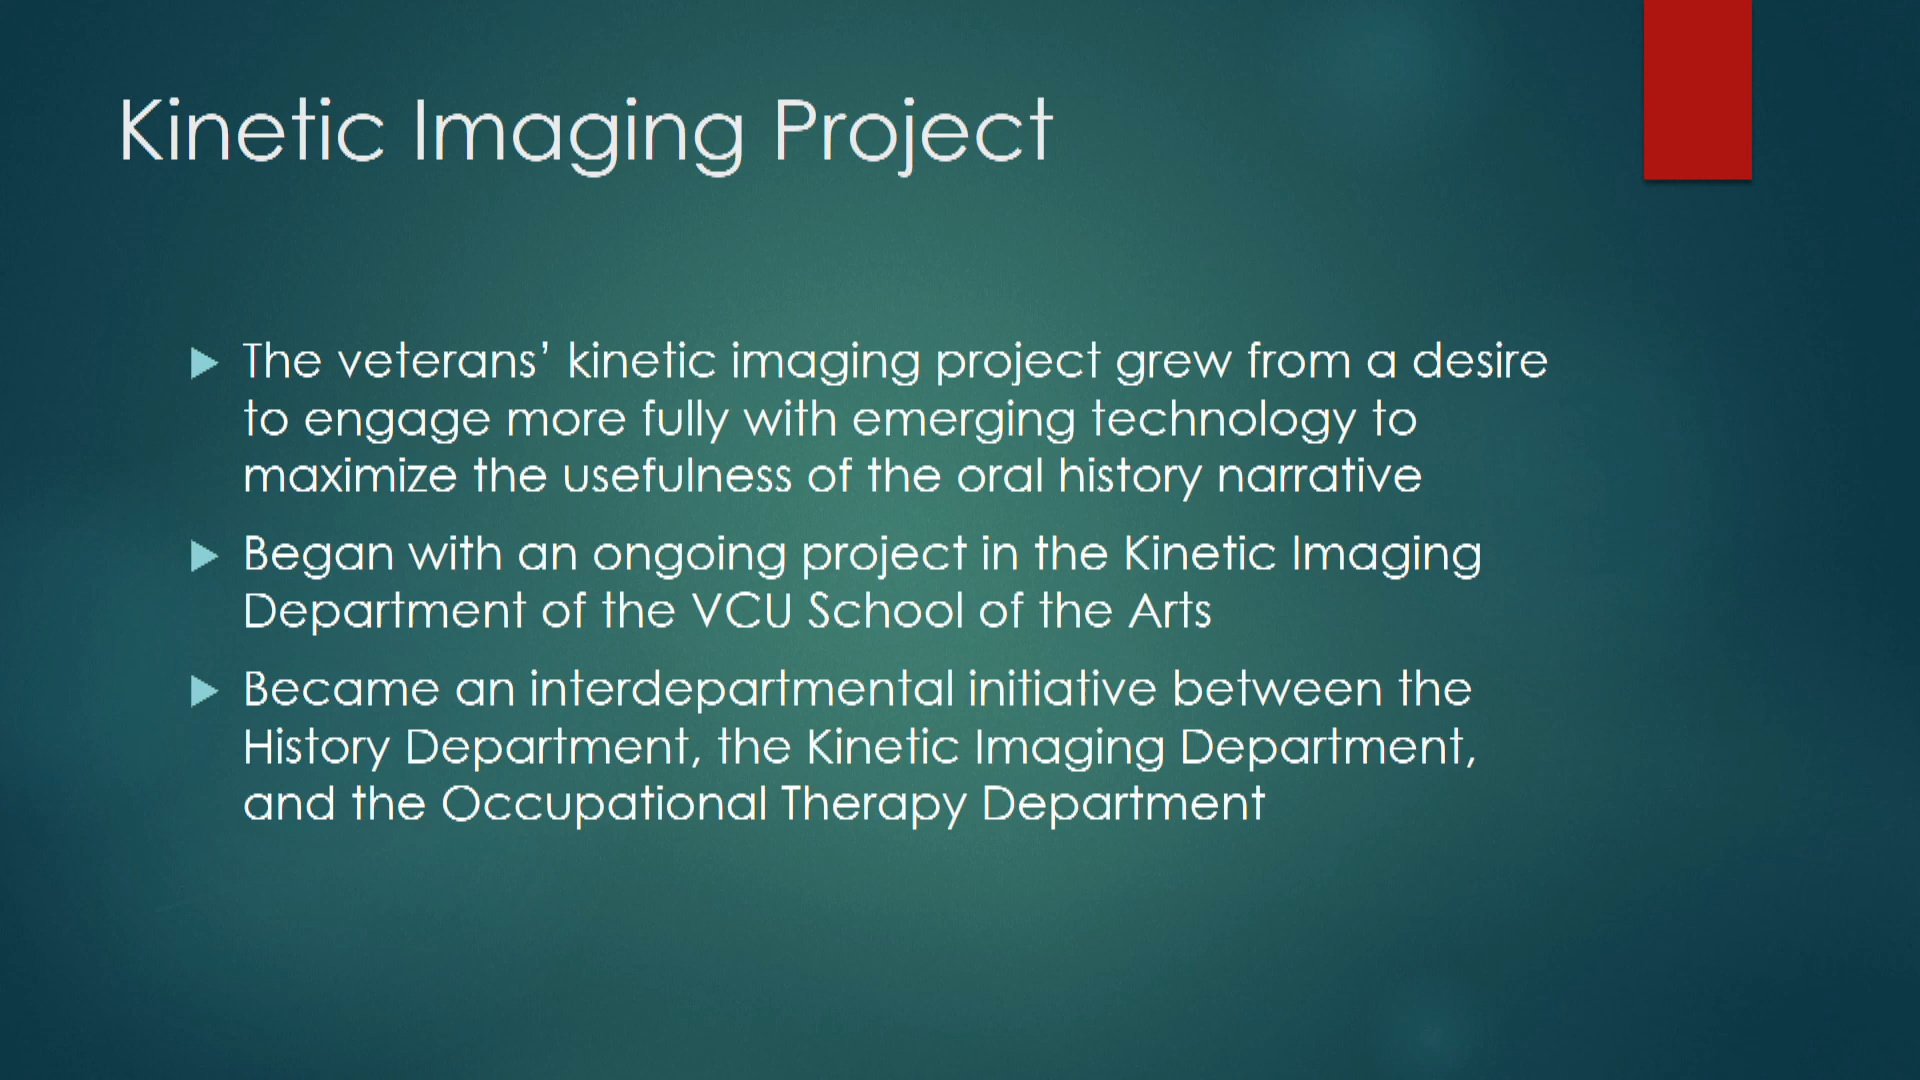 Kinetic Imaging Project
The veterans’ kinetic imaging project grew from a desire
to engage more fully with emerging technology to
maximize the usefulness of the oral history narrative
Began with an ongoing project in the Kinetic Imaging
Department of the VCU School of the Arts
Became an interdepartmental initiative between the
History Department, the Kinetic Imaging Department,
and the Occupational Therapy Department